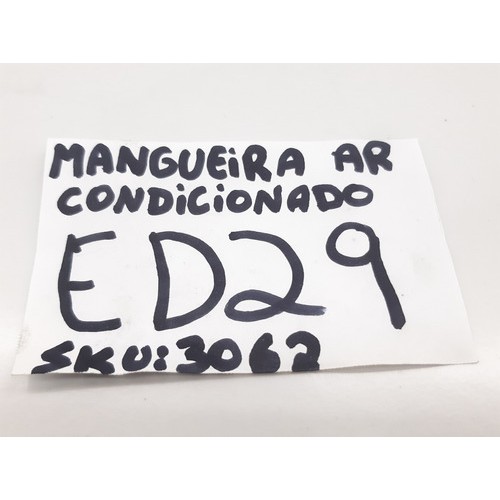 MANGUEiRA AR
CONDiCiONADO
ED29
SKU:3062